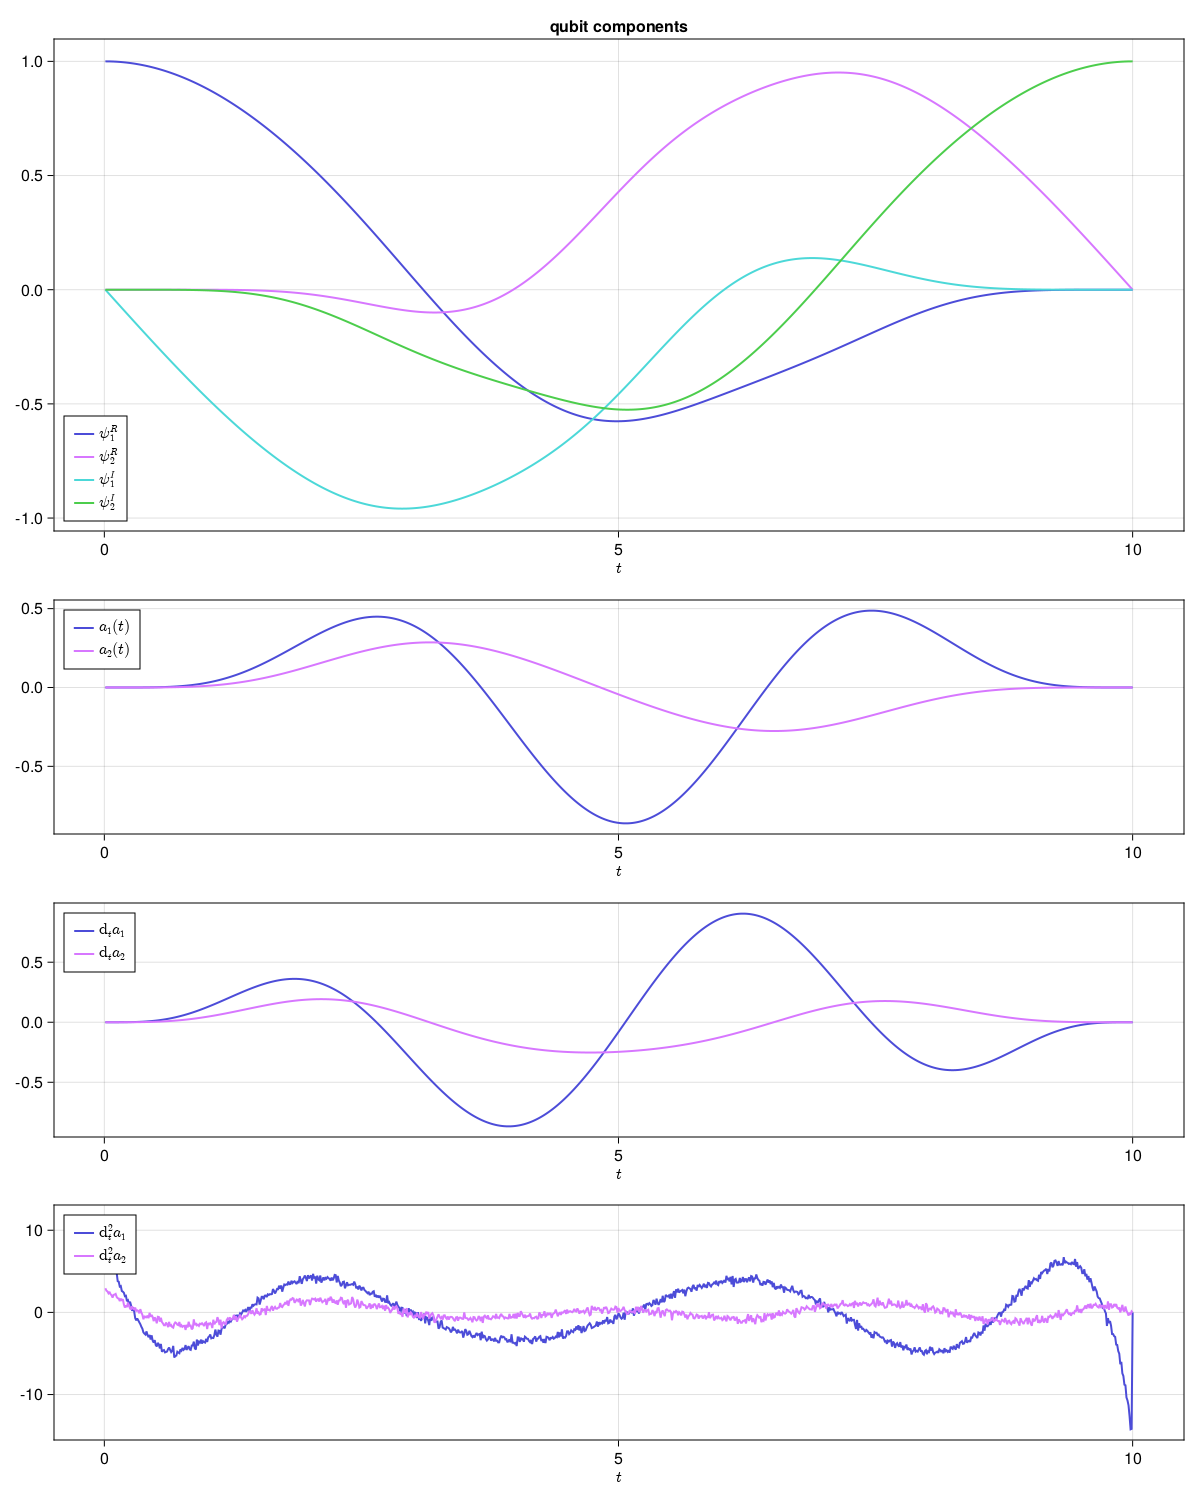 qubit components
1.0
0.5
0.0
-0.5
-1.0
ψ₁ᴿ
ψ₂ᴿ
ψ₁ᴵ
ψ₂ᴵ
0 5 10
t
0.5
0.0
-0.5
a₁(t)
a₂(t)
0 5 10
t
0.5
0.0
-0.5
dₜa₁
dₜa₂
0 5 10
t
10
0
-10
dₜ²a₁
dₜ²a₂
0 5 10
t